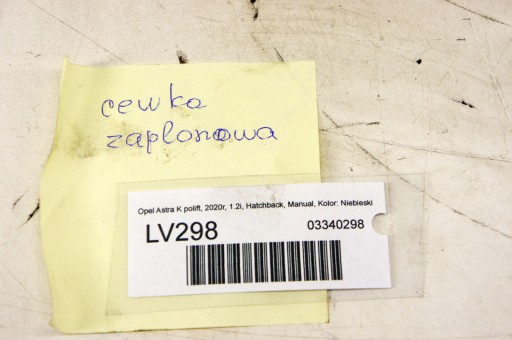 cewka
zaplonowa
Opel Astra K polift, 2020r, 1.2i, Hatchback, Manual, Kolor: Niebieski
LV298
03340298